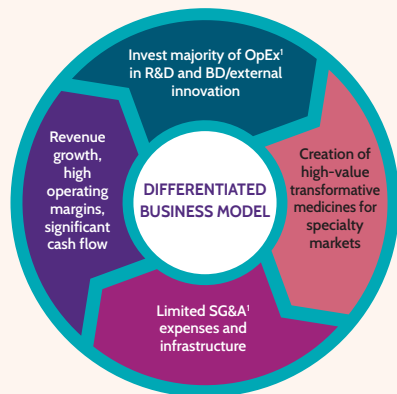 Invest majority of OpEx¹
in R&D and BD/external
innovation
Creation of
high-value
transformative
medicines for
specialty
markets
Limited SG&A¹
expenses and
infrastructure
Revenue
growth,
high
operating
margins,
significant
cash flow
DIFFERENTIATED
BUSINESS MODEL